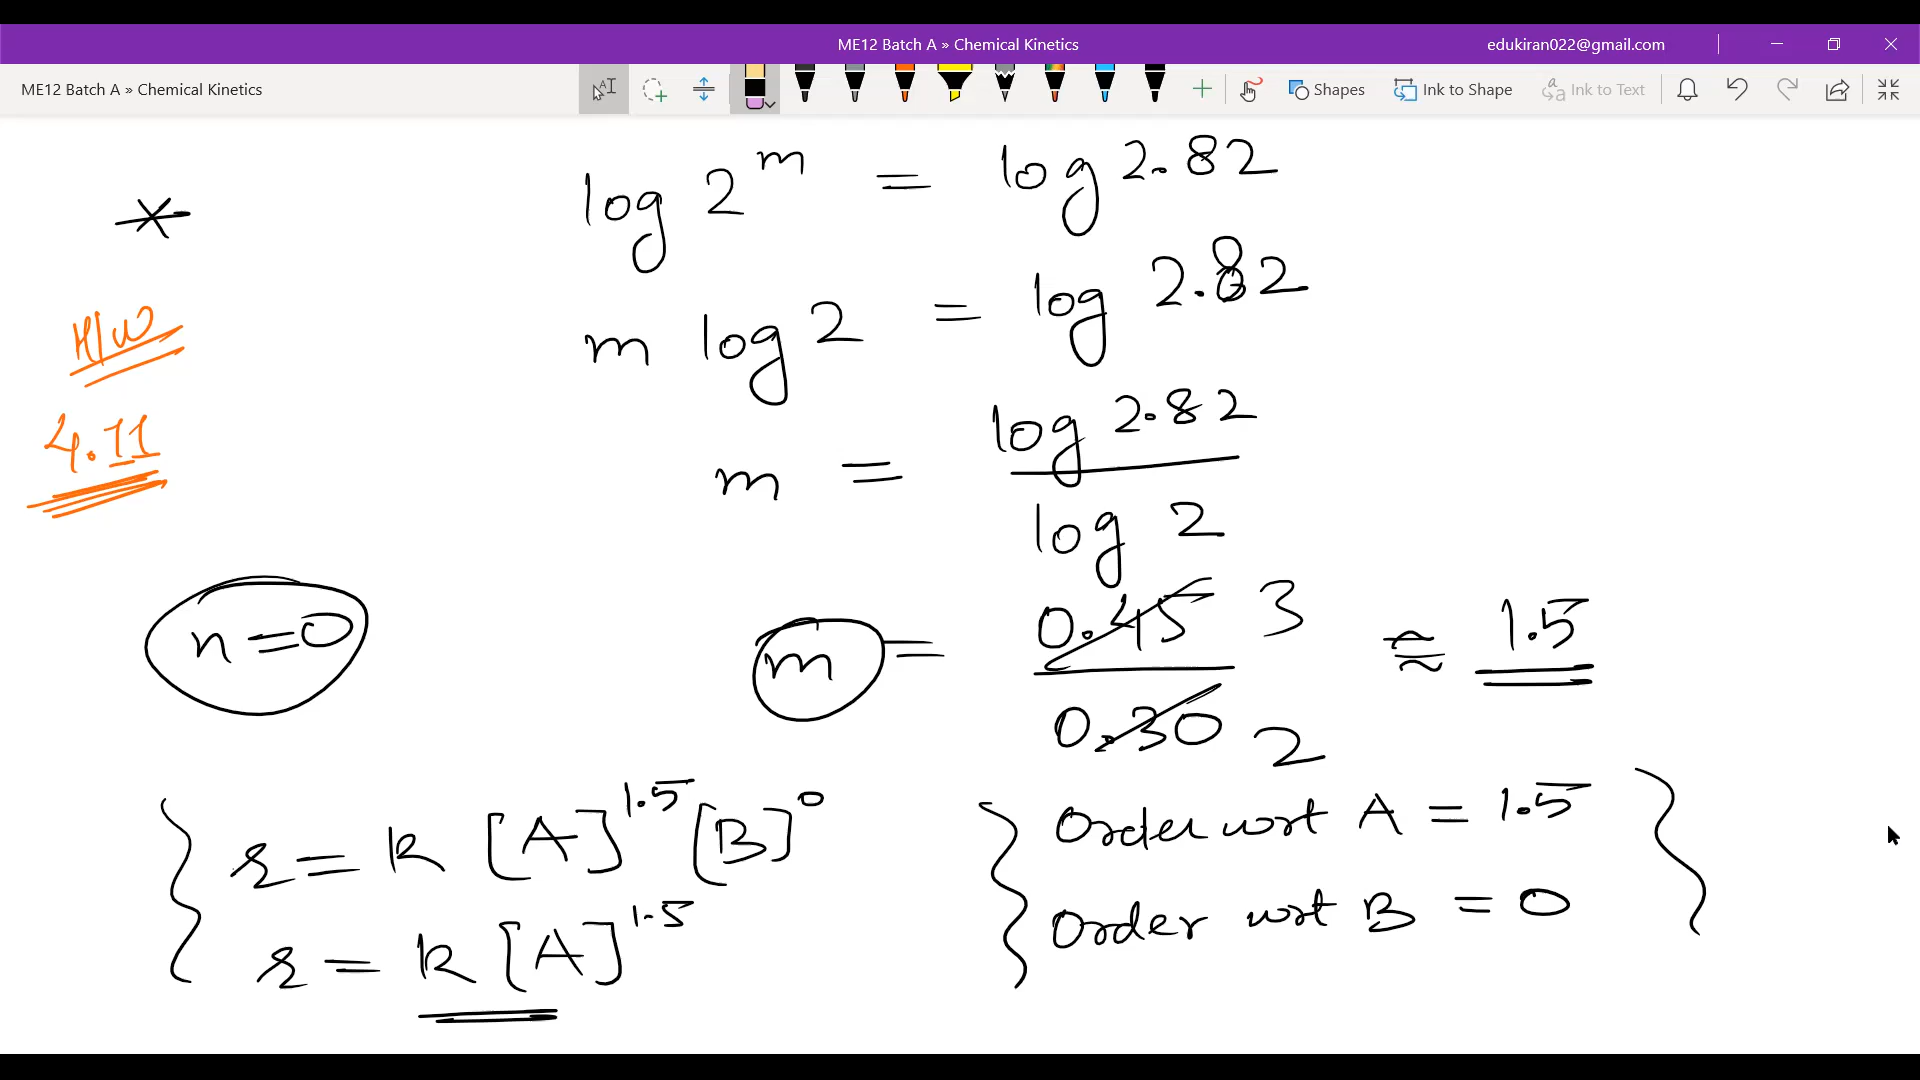 ME12 Batch A » Chemical Kinetics
edukiran022@gmail.com
ME12 Batch A » Chemical Kinetics
Shapes
Ink to Shape
Ink to Text
log 2^m = log 2.82
m log 2 = log 2.82
H/W
4.11
m = log 2.82 / log 2
n = 0
m = 0.45 3 / 0.30 2 ≈ 1.5
r = k [A]^1.5 [B]^0
r = k [A]^1.5
Order wrt A = 1.5
Order wrt B = 0